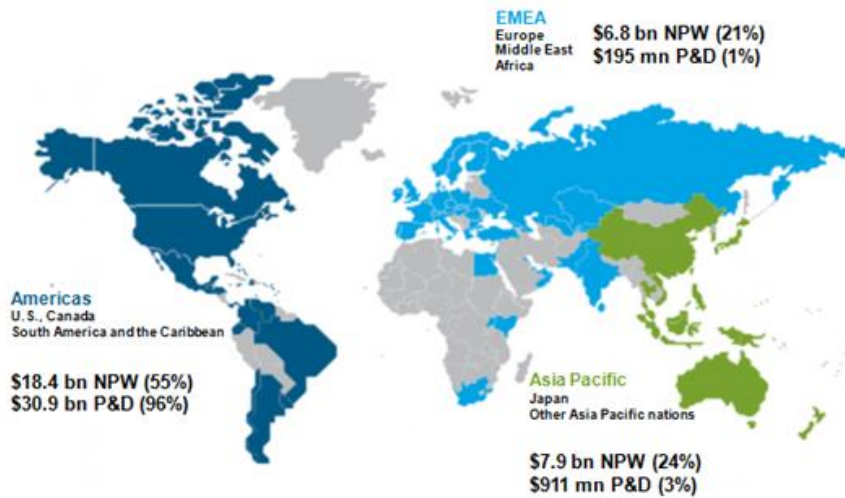 EMEA
Europe
Middle East
Africa
$6.8 bn NPW (21%)
$195 mn P&D (1%)
Americas
U.S., Canada
South America and the Caribbean
$18.4 bn NPW (55%)
$30.9 bn P&D (96%)
Asia Pacific
Japan
Other Asia Pacific nations
$7.9 bn NPW (24%)
$911 mn P&D (3%)